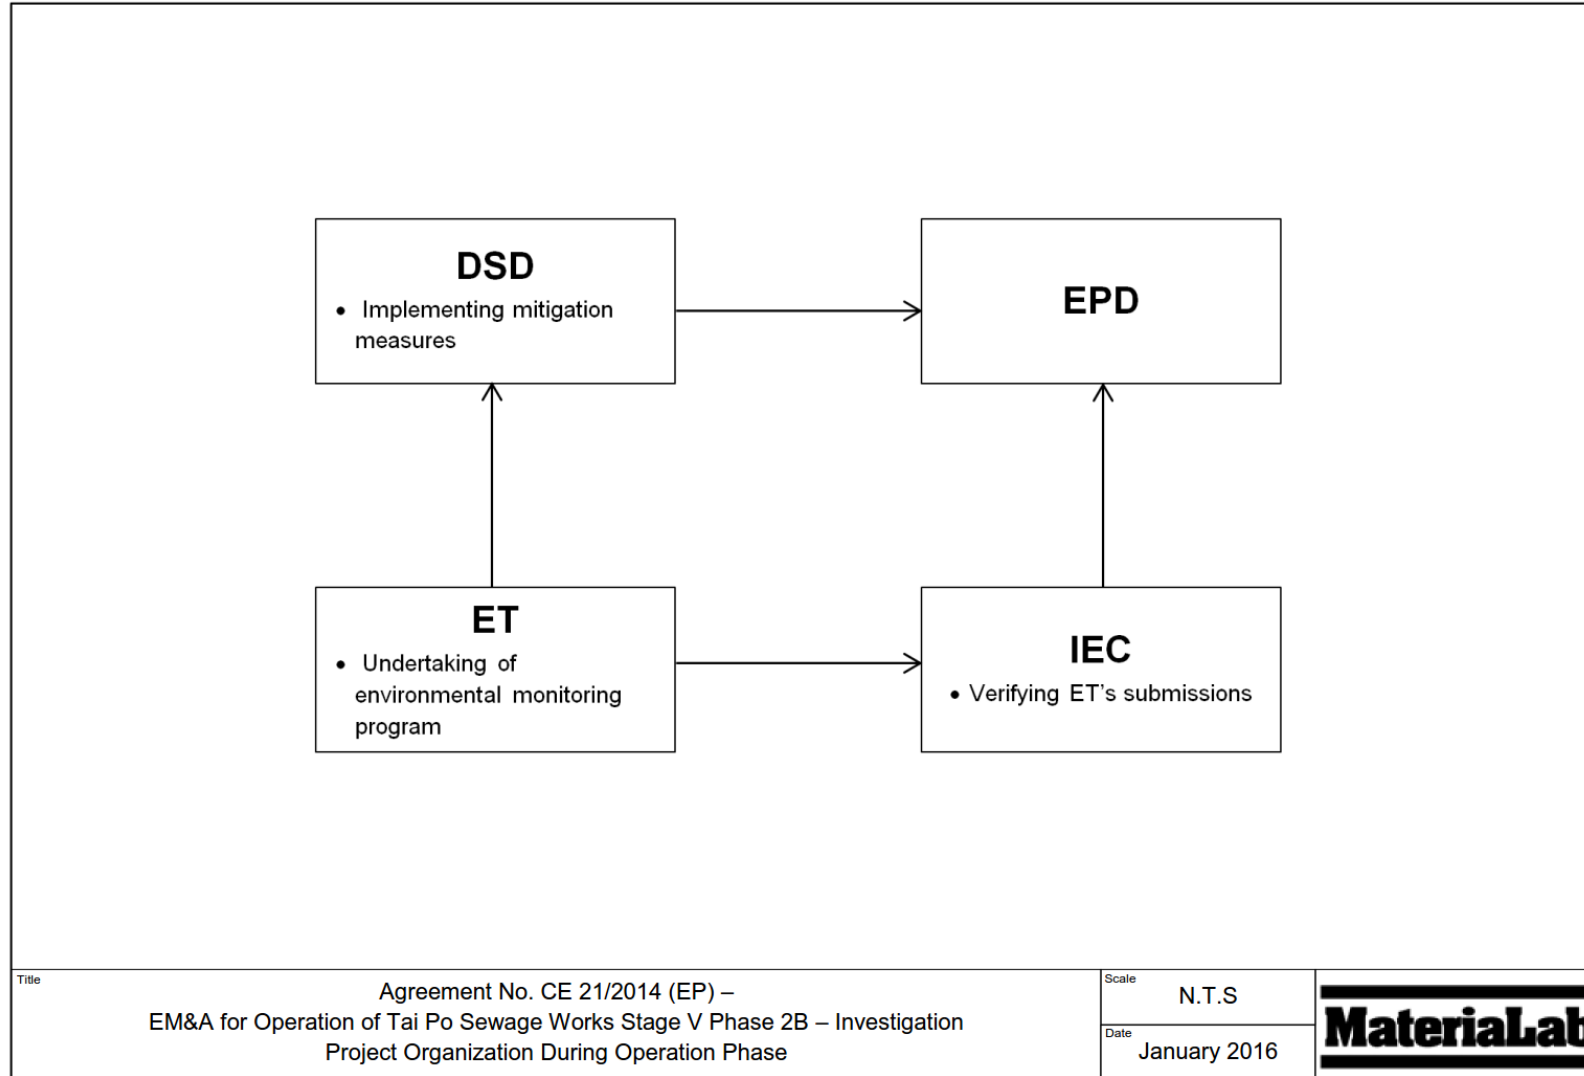 DSD
• Implementing mitigation
measures
EPD
ET
• Undertaking of
environmental monitoring
program
IEC
• Verifying ET's submissions
Title
Agreement No. CE 21/2014 (EP) –
EM&A for Operation of Tai Po Sewage Works Stage V Phase 2B – Investigation
Project Organization During Operation Phase
Scale
N.T.S
Date
January 2016
MateriaLab